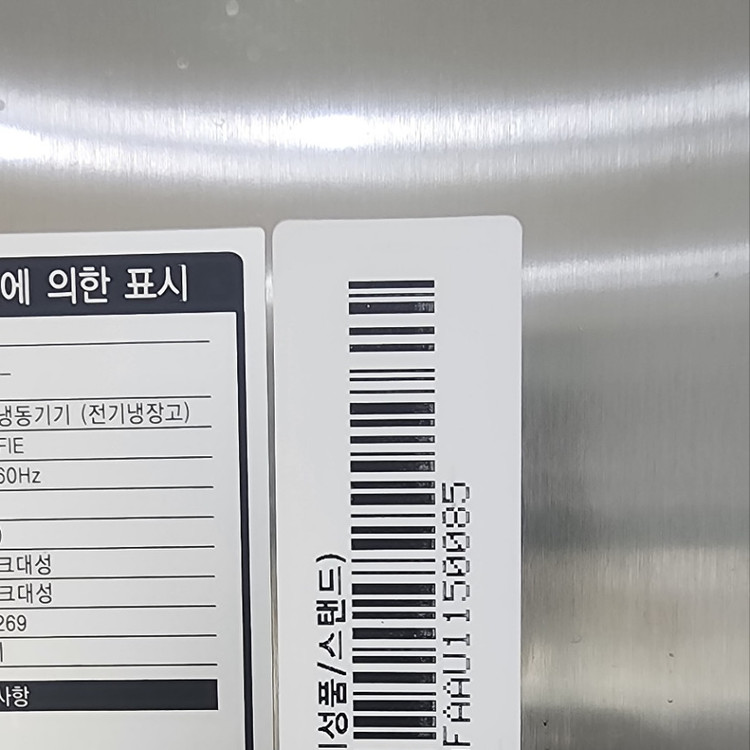 에 의한 표시
냉동기기 (전기냉장고)
FIE
60Hz
)
크대성
크대성
269
사항
성품/스탠드)
FAAU1150085